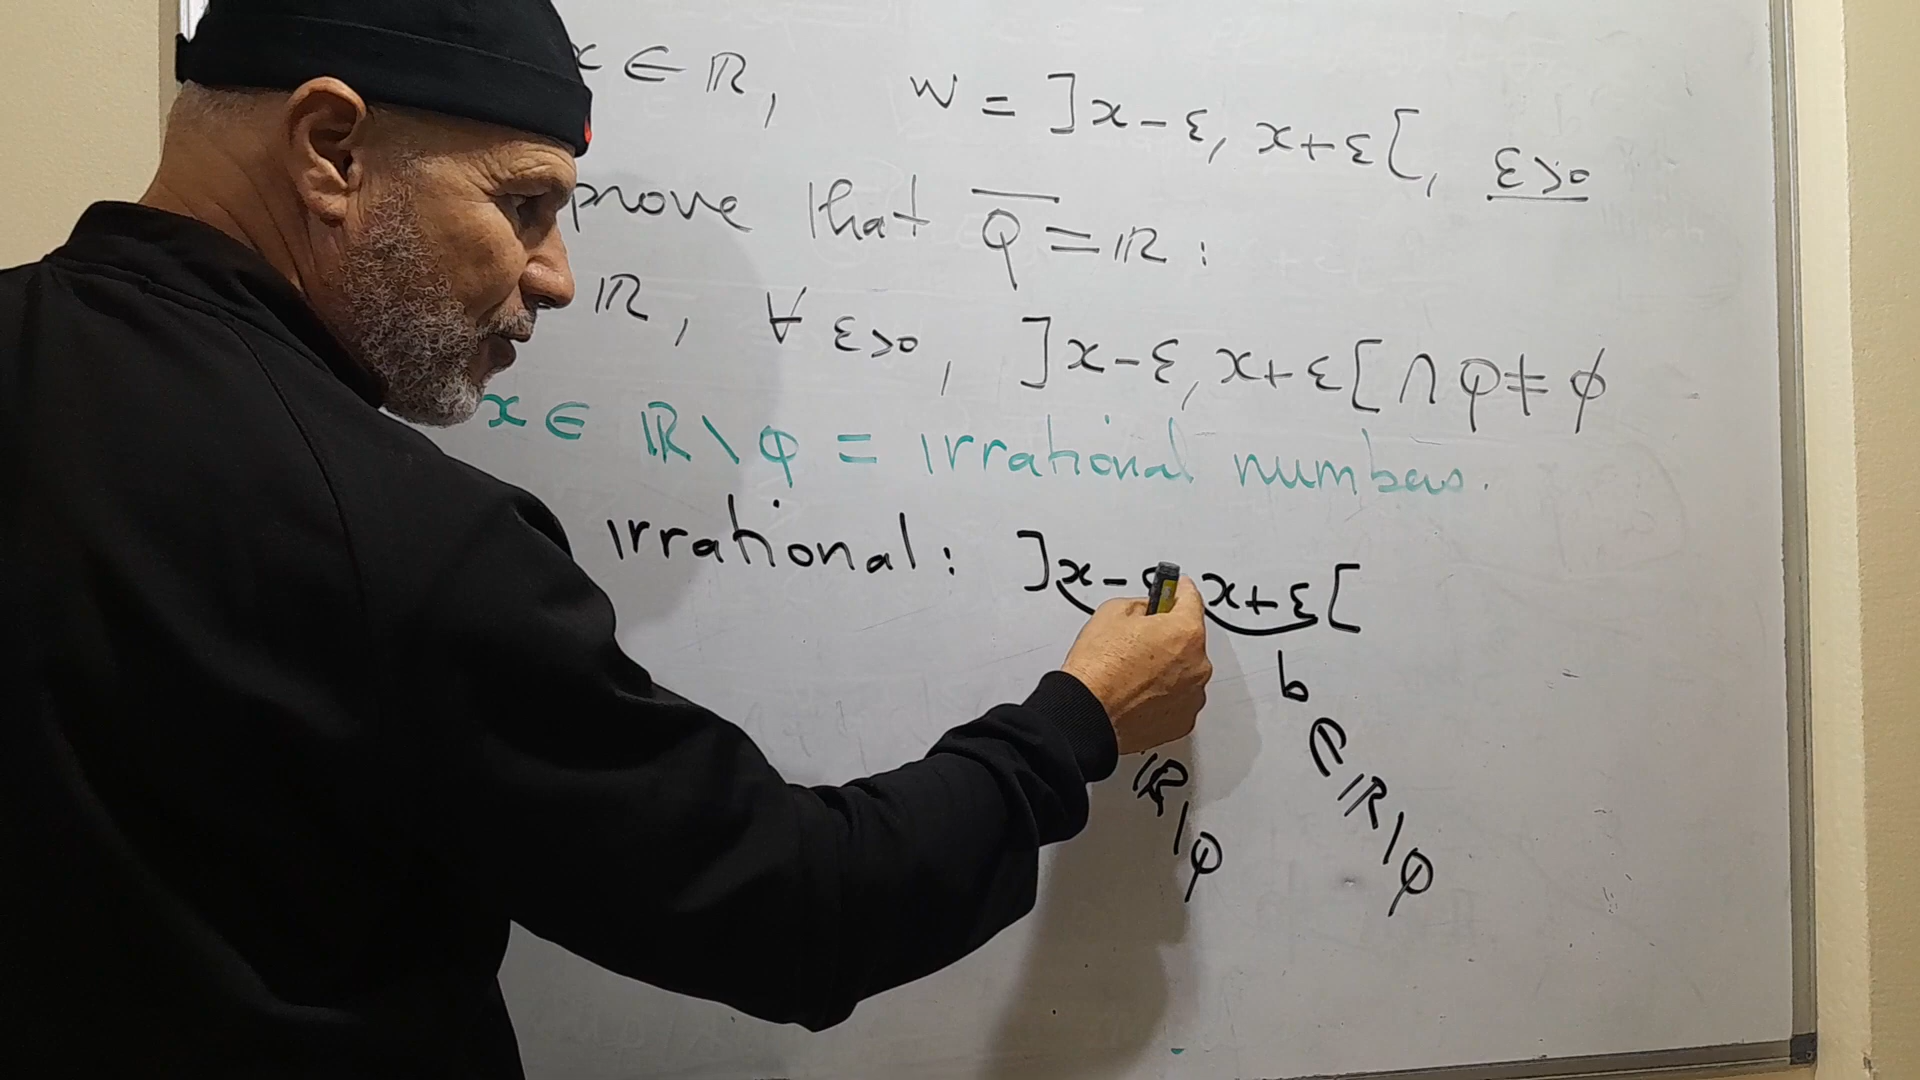 x ∈ ℝ, W = ]x-ε, x+ε[, ε>0
prove that Q̅ = ℝ :
ℝ, ∀ ε>0, ]x-ε, x+ε[ ∩ Q ≠ ϕ
x ∈ ℝ \ Q = irrational numbers.
irrational : ]x- x+ε[
b
ℝ \ Q ∈ ℝ \ Q